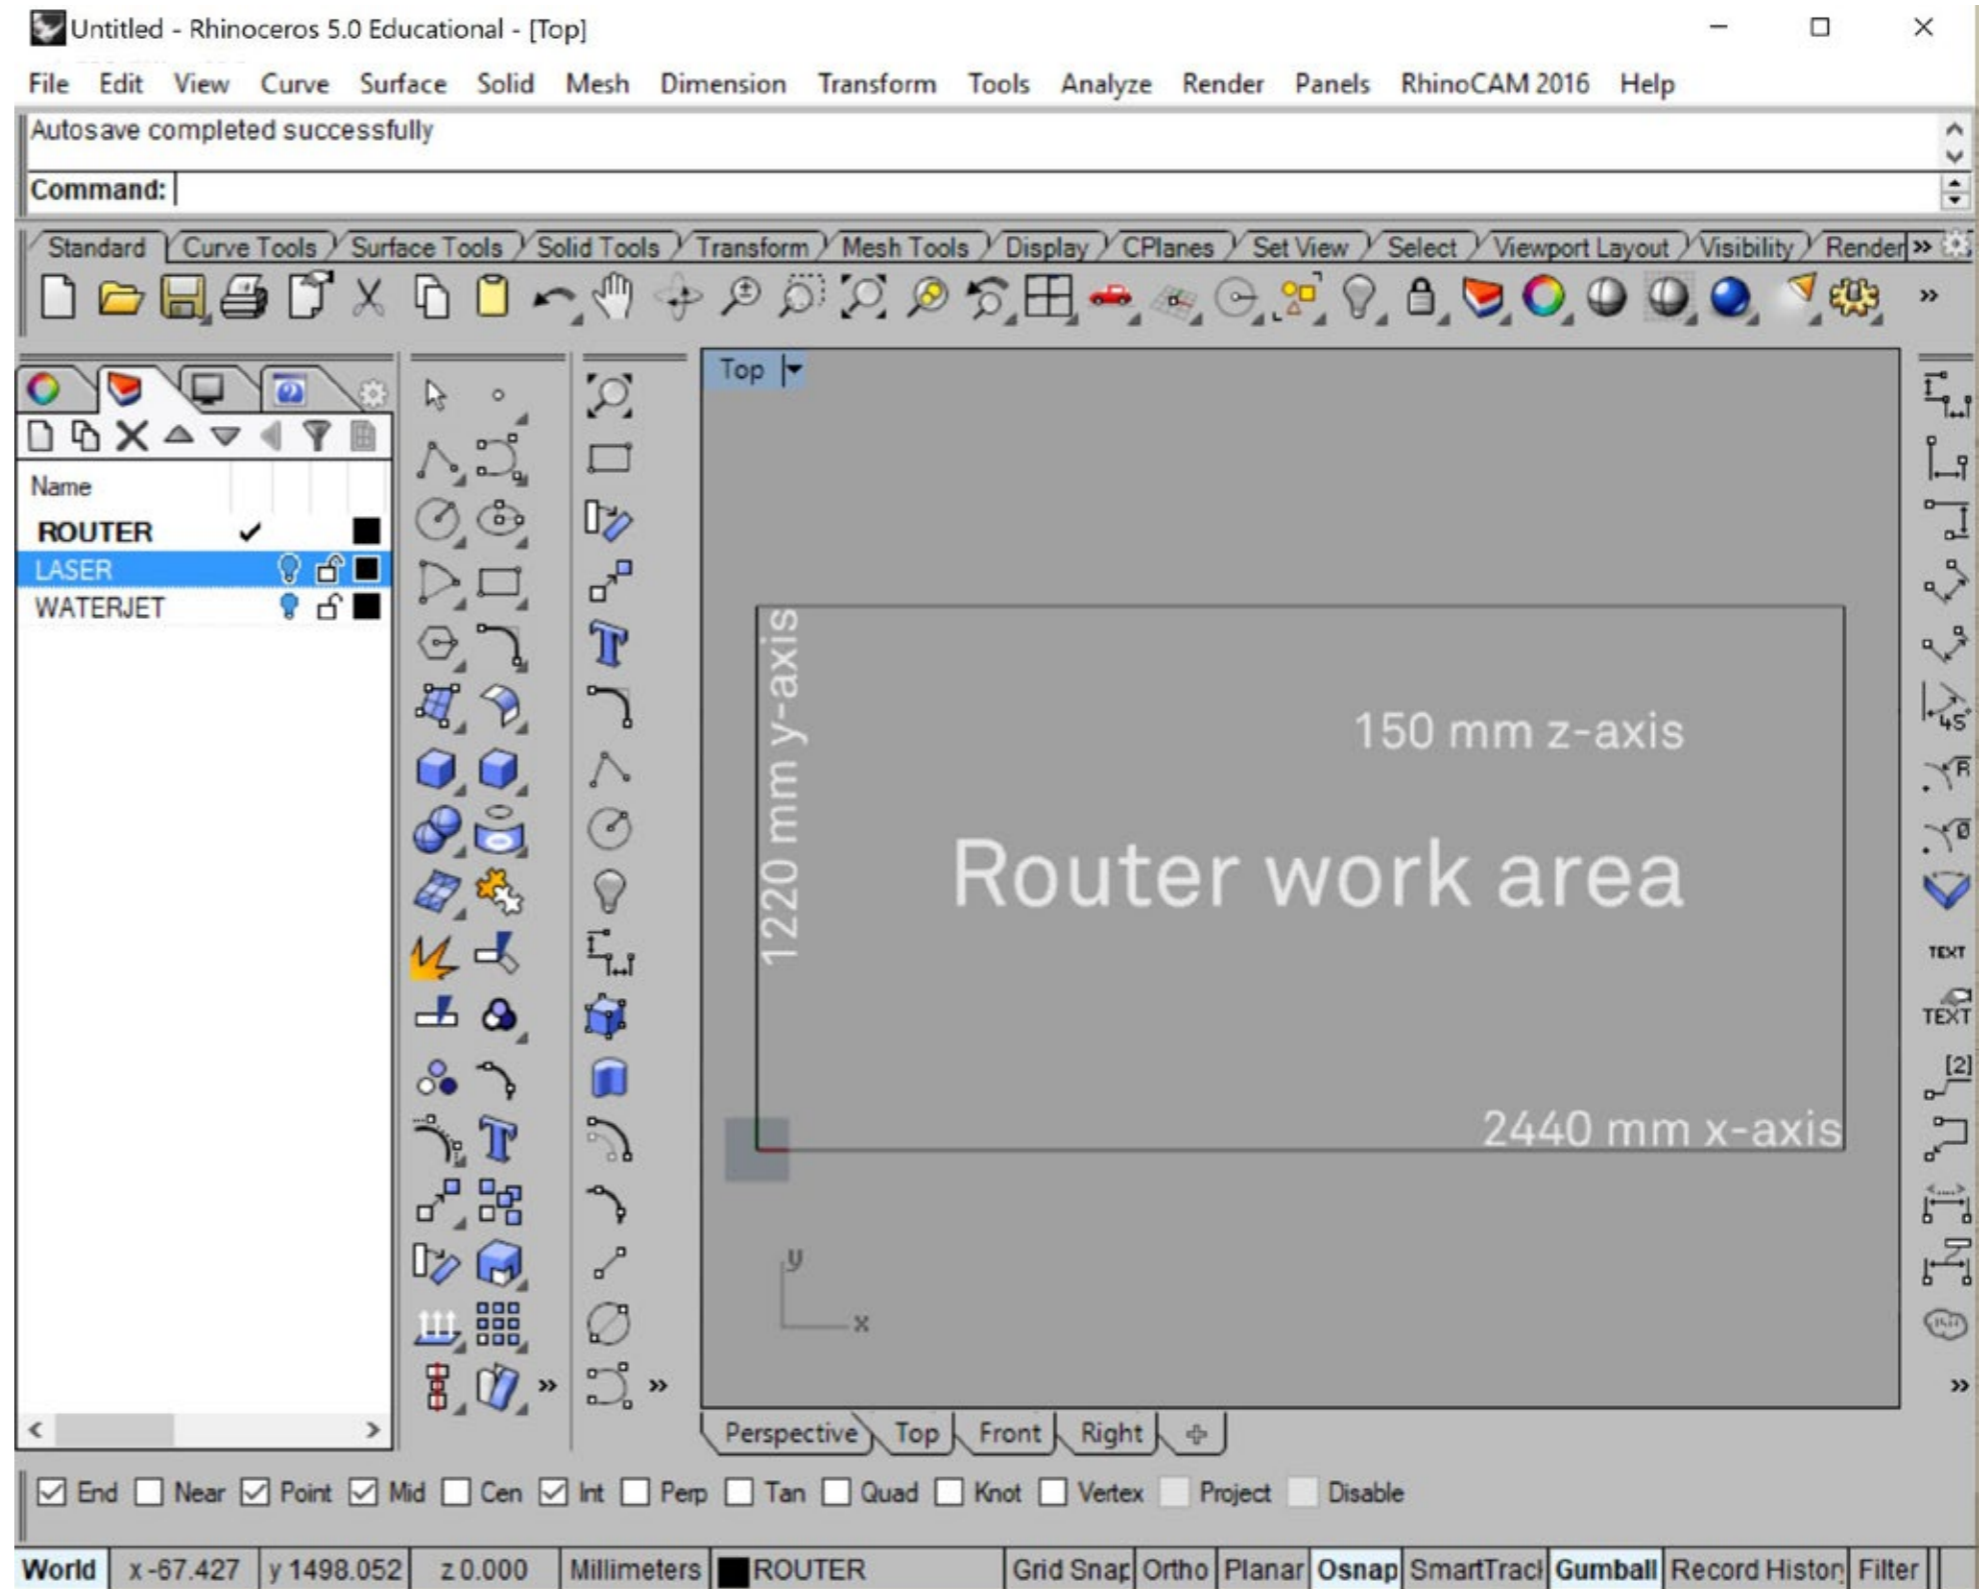 Untitled - Rhinoceros 5.0 Educational - [Top]
File Edit View Curve Surface Solid Mesh Dimension Transform Tools Analyze Render Panels RhinoCAM 2016 Help
Autosave completed successfully
Command:
Standard Curve Tools Surface Tools Solid Tools Transform Mesh Tools Display CPlanes Set View Select Viewport Layout Visibility Render »
»
Top
Name
ROUTER
LASER
WATERJET
1220 mm y-axis
150 mm z-axis
Router work area
2440 mm x-axis
y
x
45°
R
Ø
TEXT
TEXT
[2]
» » »
Perspective Top Front Right
End Near Point Mid Cen Int Perp Tan Quad Knot Vertex Project Disable
World x -67.427 y 1498.052 z 0.000 Millimeters ROUTER Grid Snap Ortho Planar Osnap SmartTrack Gumball Record History Filter